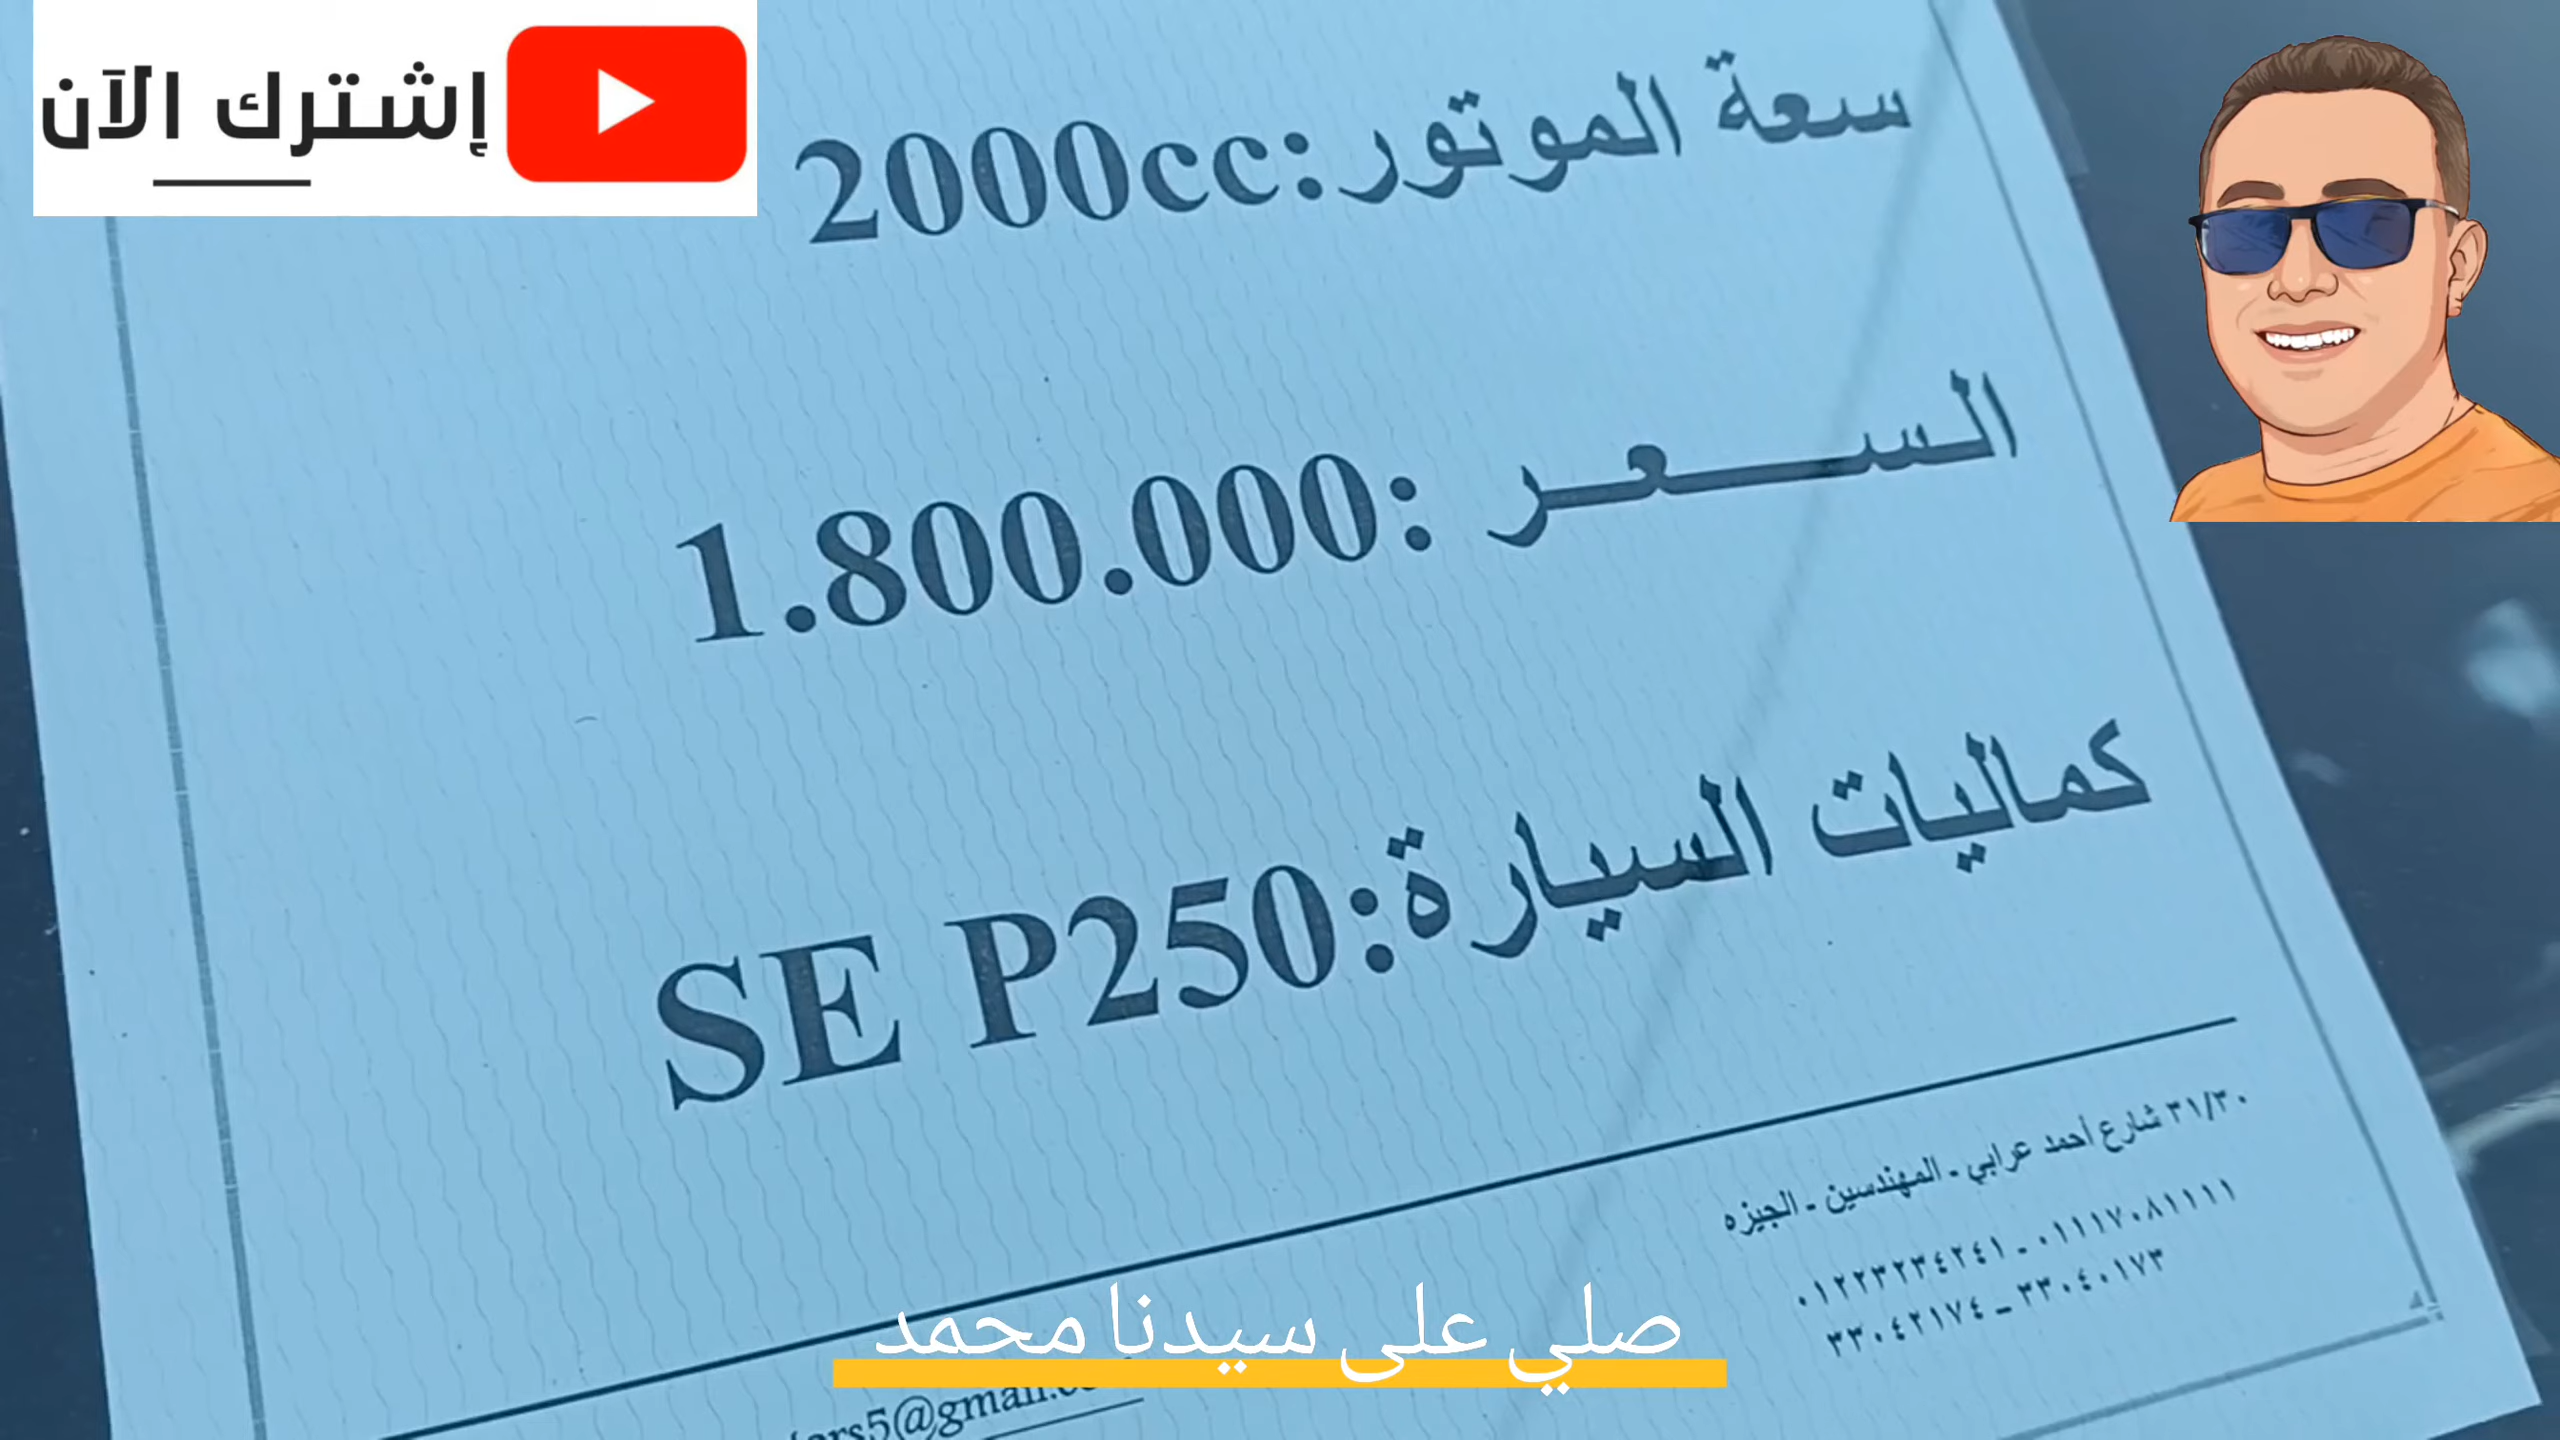 إشترك الآن
سعة الموتور:2000cc
السعر :1.800.000
كماليات السيارة:SE P250
٣١/٣٠ شارع أحمد عرابي - المهندسين - الجيزه
٠١٢٢٣٢٣٤٢٤١ - ٠١١١٧٠٨١١١١
٣٣٠٤٢١٧٤ – ٣٣٠٤٠١٧٣
صلي على سيدنا محمد